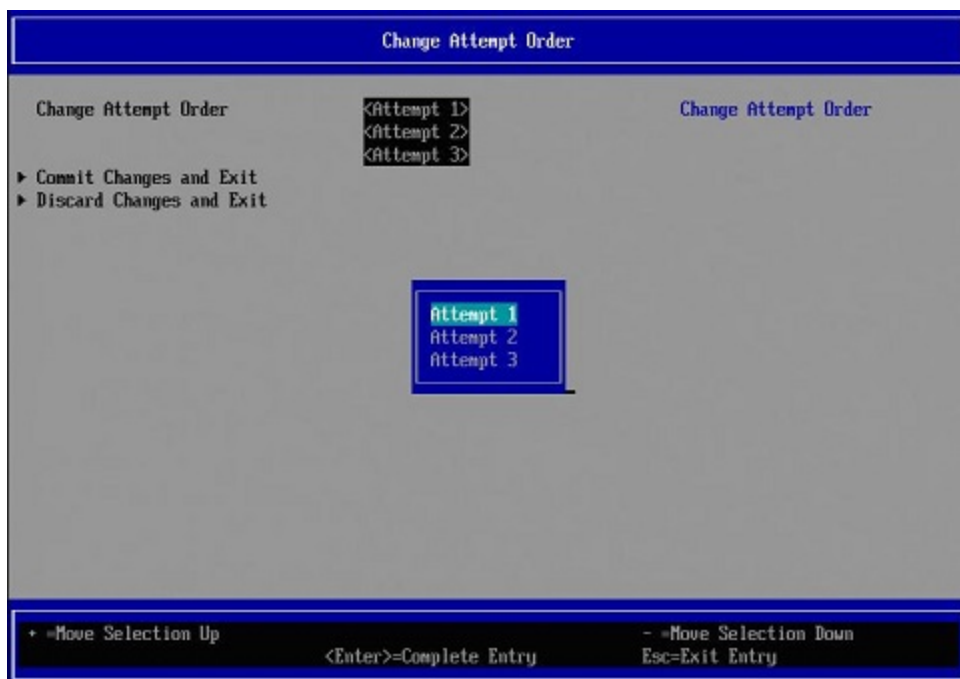 Change Attempt Order
Change Attempt Order <Attempt 1> Change Attempt Order
<Attempt 2>
<Attempt 3>
▶ Commit Changes and Exit
▶ Discard Changes and Exit
Attempt 1
Attempt 2
Attempt 3
+ =Move Selection Up - =Move Selection Down
<Enter>=Complete Entry Esc=Exit Entry